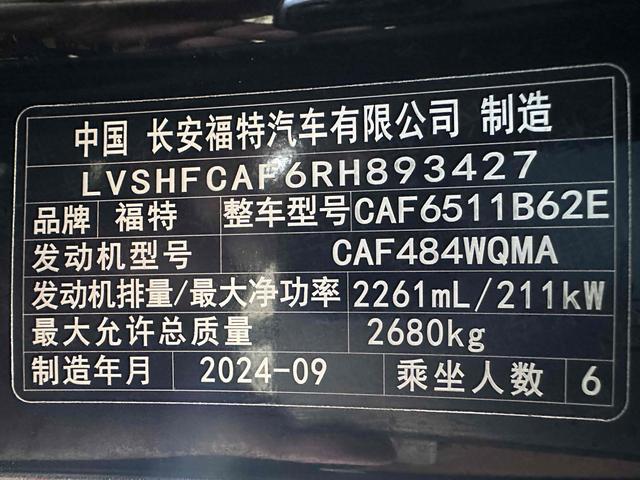 中国 长安福特汽车有限公司 制造
LVSHFCAF6RH893427
品牌 福特 整车型号 CAF6511B62E
发动机型号 CAF484WQMA
发动机排量/最大净功率 2261mL/211kW
最大允许总质量 2680kg
制造年月 2024-09 乘坐人数 6